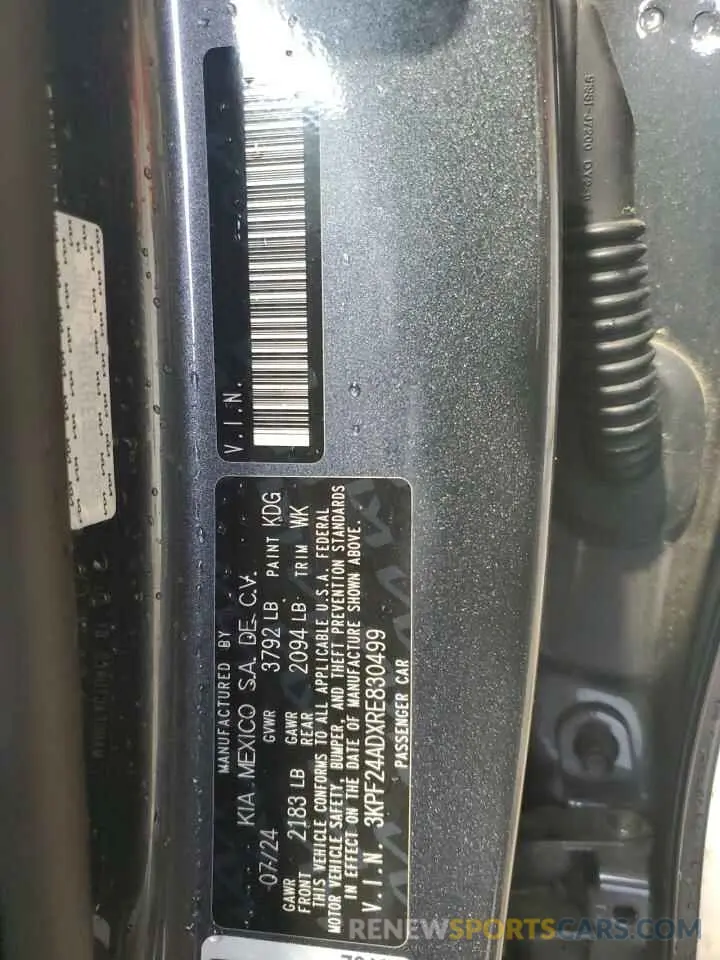 V.I.N.
MANUFACTURED BY
KIA MEXICO S.A. DE C.V.
07/24 GVWR 3792 LB PAINT KDG
GAWR FRONT 2183 LB GAWR REAR 2094 LB TRIM WK
THIS VEHICLE CONFORMS TO ALL APPLICABLE U.S.A. FEDERAL
MOTOR VEHICLE SAFETY, BUMPER, AND THEFT PREVENTION STANDARDS
IN EFFECT ON THE DATE OF MANUFACTURE SHOWN ABOVE.
V.I.N. 3KPF24ADXRE830499
PASSENGER CAR
RENEWSPORTSCARS.COM